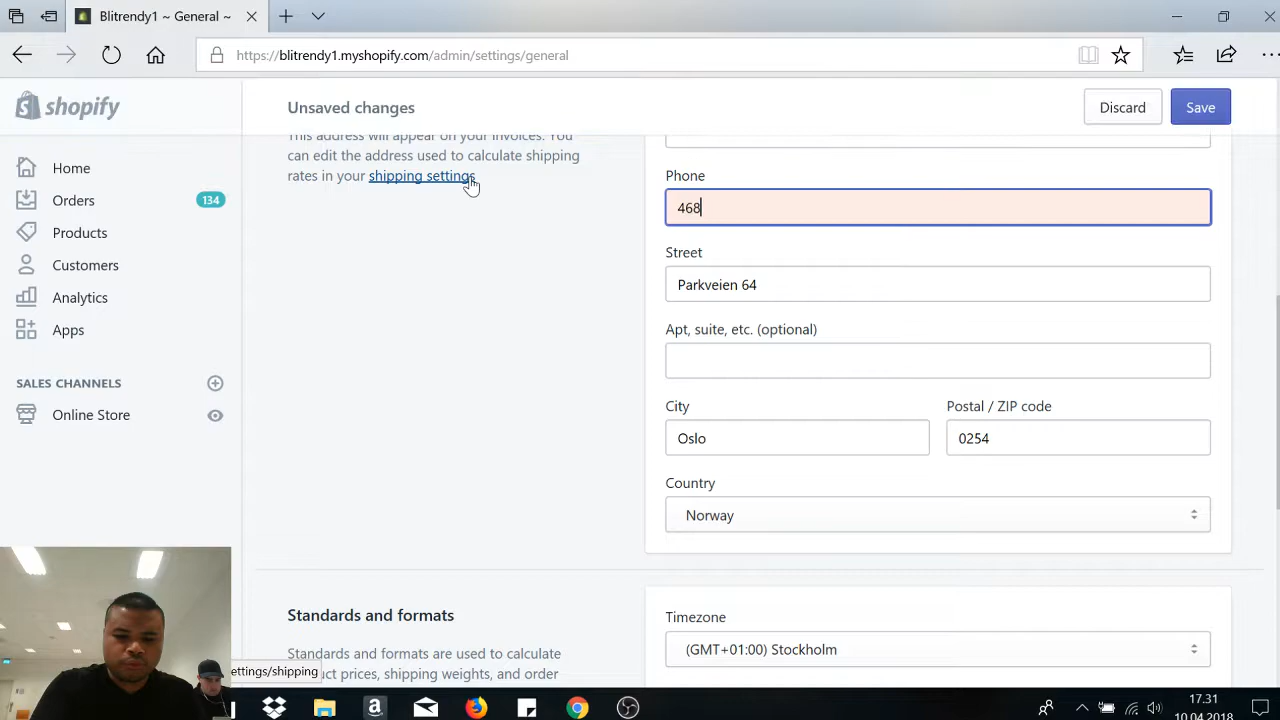 Blitrendy1 ~ General ~
https://blitrendy1.myshopify.com/admin/settings/general
shopify
Unsaved changes
Discard
Save
This address will appear on your invoices. You
can edit the address used to calculate shipping
rates in your shipping settings
Home
Orders
134
Products
Customers
Analytics
Apps
SALES CHANNELS
Online Store
Phone
468
Street
Parkveien 64
Apt, suite, etc. (optional)
City
Postal / ZIP code
Oslo
0254
Country
Norway
Standards and formats
Standards and formats are used to calculate
uct prices, shipping weights, and order
Timezone
(GMT+01:00) Stockholm
ettings/shipping
17.31
10.04.2018